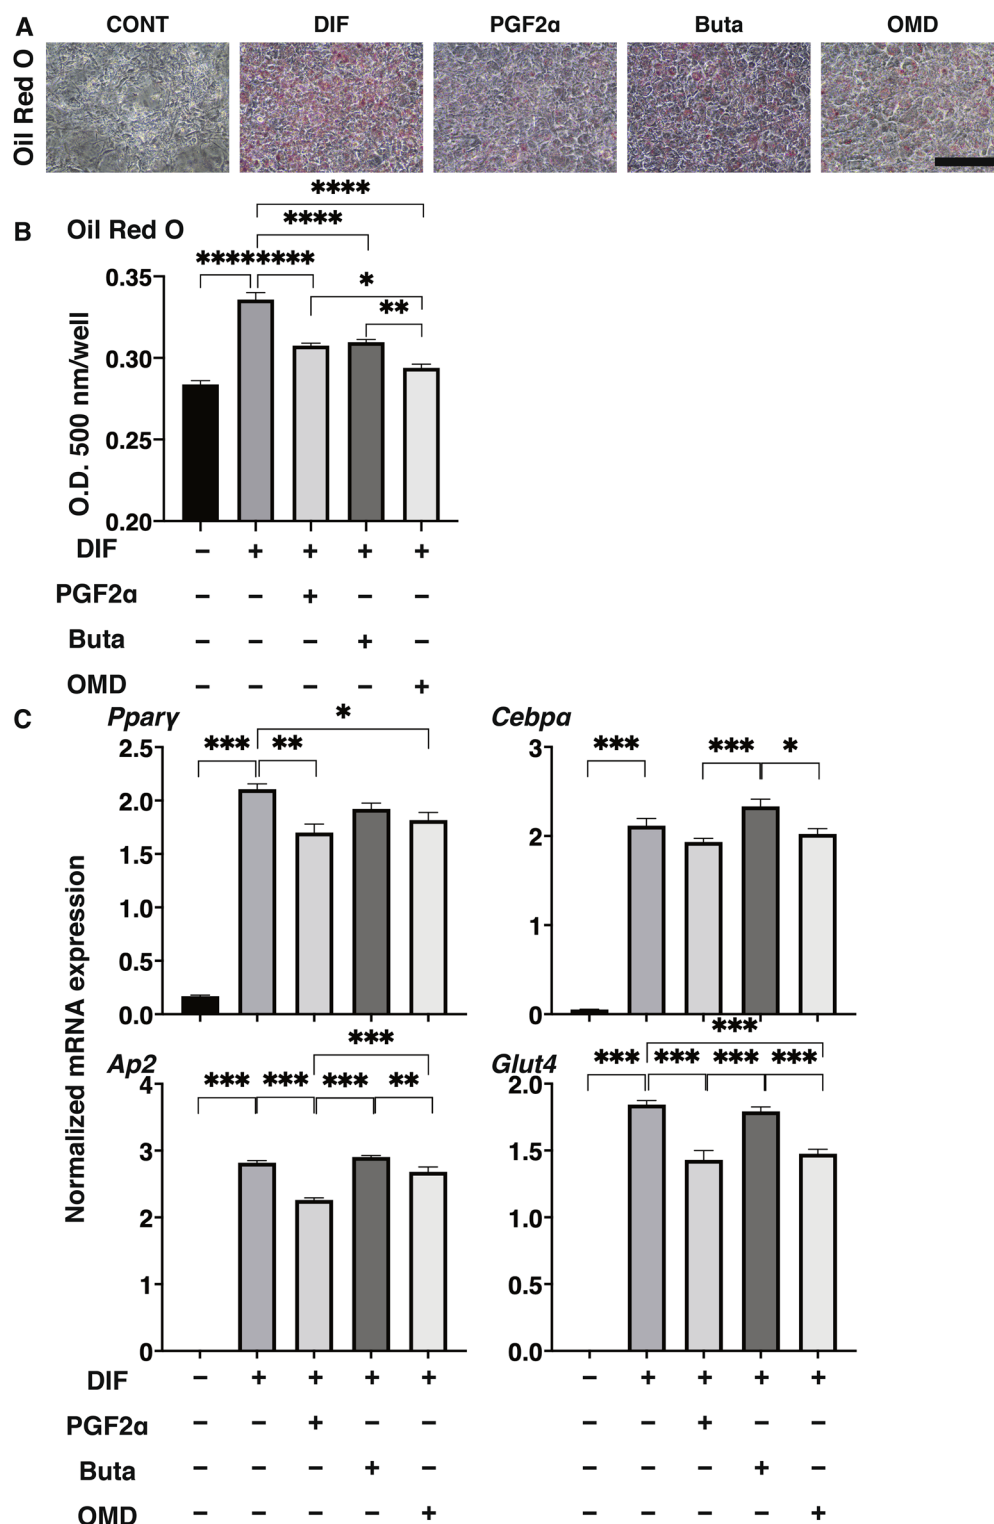 A CONT DIF PGF2α Buta OMD
Oil Red O
****
B Oil Red O ****
******** *
**
0.35
0.30
0.25
0.20
O.D. 500 nm/well
DIF − + + + +
PGF2α − − + − −
Buta − − − + −
OMD − − − − +
C Pparγ *
*** **
2.5
2.0
1.5
1.0
0.5
0.0
Cebpα
*** *** *
3
2
1
0
Normalized mRNA expression
Ap2 ***
*** *** *** **
4
3
2
1
0
Glut4 ***
*** *** *** ***
2.0
1.5
1.0
0.5
0.0
DIF − + + + + − + + + +
PGF2α − − + − − − − + − −
Buta − − − + − − − − + −
OMD − − − − + − − − − +